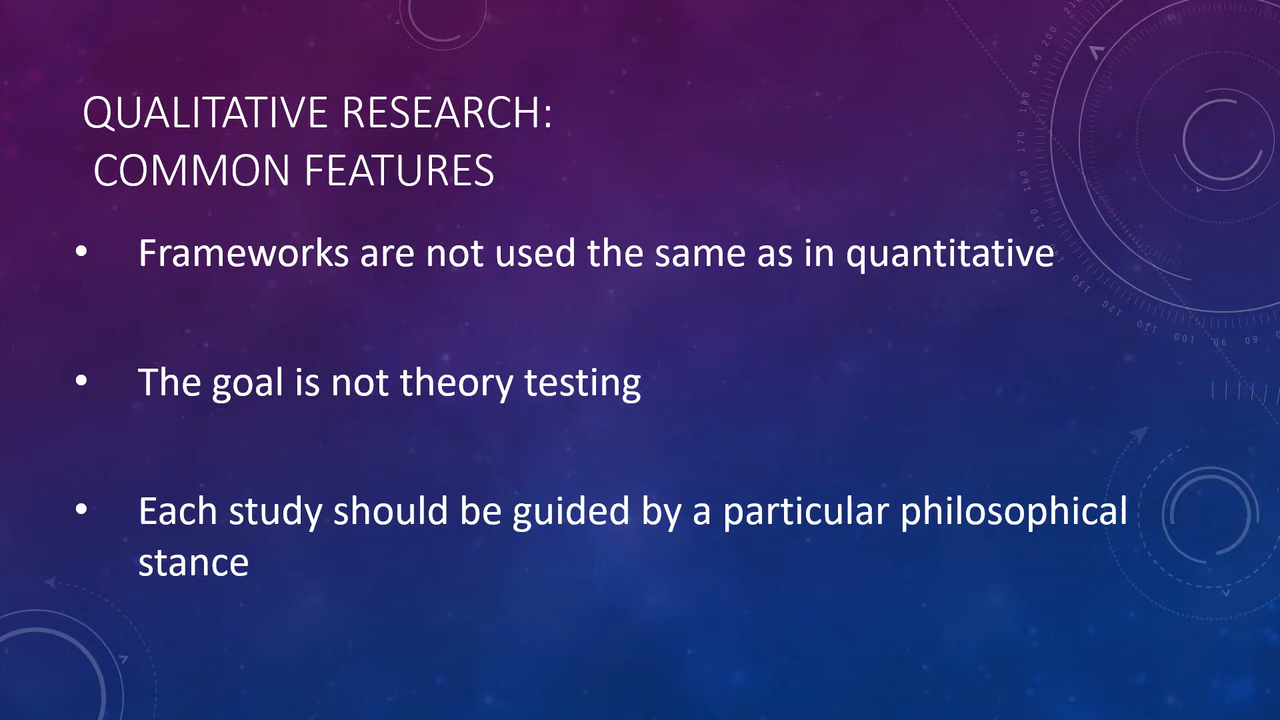 QUALITATIVE RESEARCH:
COMMON FEATURES
• Frameworks are not used the same as in quantitative
• The goal is not theory testing
• Each study should be guided by a particular philosophical
stance